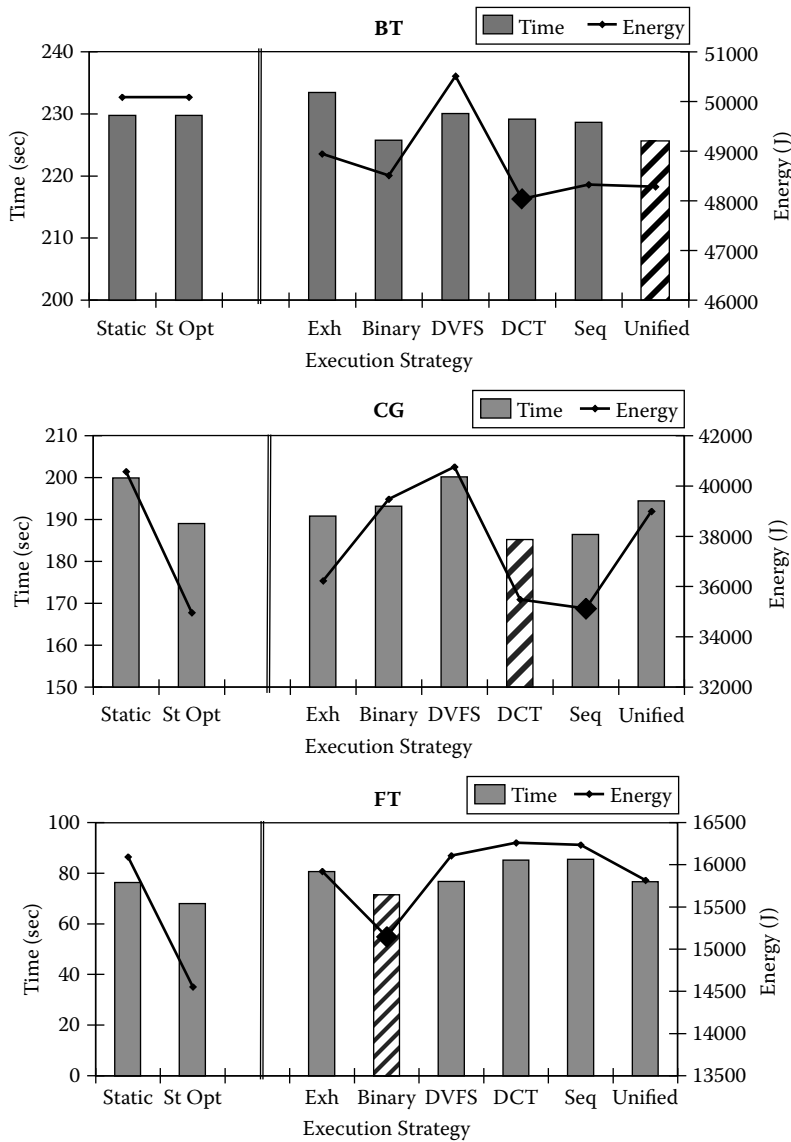 BT
Time Energy
Time (sec)
240
230
220
210
200
Energy (J)
51000
50000
49000
48000
47000
46000
Static St Opt Exh Binary DVFS DCT Seq Unified
Execution Strategy
CG
Time Energy
Time (sec)
210
200
190
180
170
160
150
Energy (J)
42000
40000
38000
36000
34000
32000
Static St Opt Exh Binary DVFS DCT Seq Unified
Execution Strategy
FT
Time Energy
Time (sec)
100
80
60
40
20
0
Energy (J)
16500
16000
15500
15000
14500
14000
13500
Static St Opt Exh Binary DVFS DCT Seq Unified
Execution Strategy